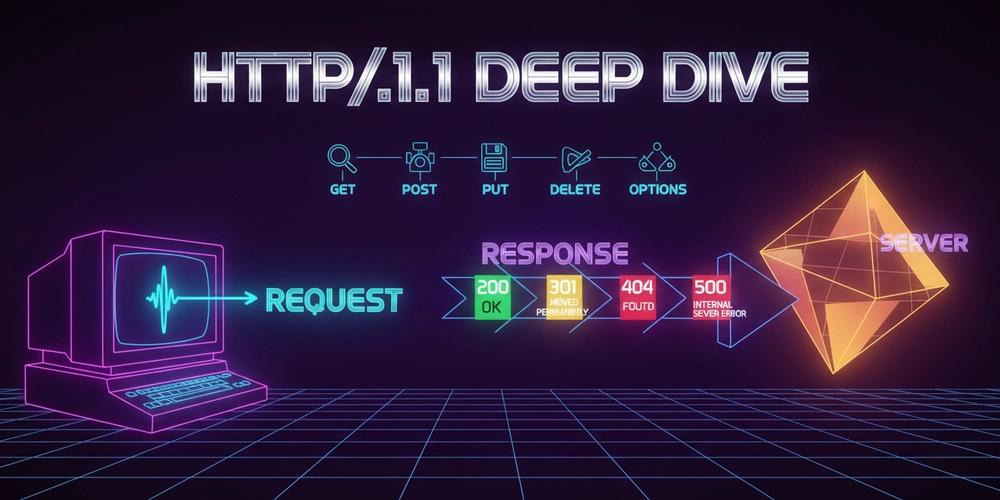 HTTP/.1.1 DEEP DIVE
GET POST PUT DELETE OPTIONS
RESPONSE
SERVER
REQUEST
200 301 404 500
OK MOVED FOUTD INTERNAL
SEVER ERROR